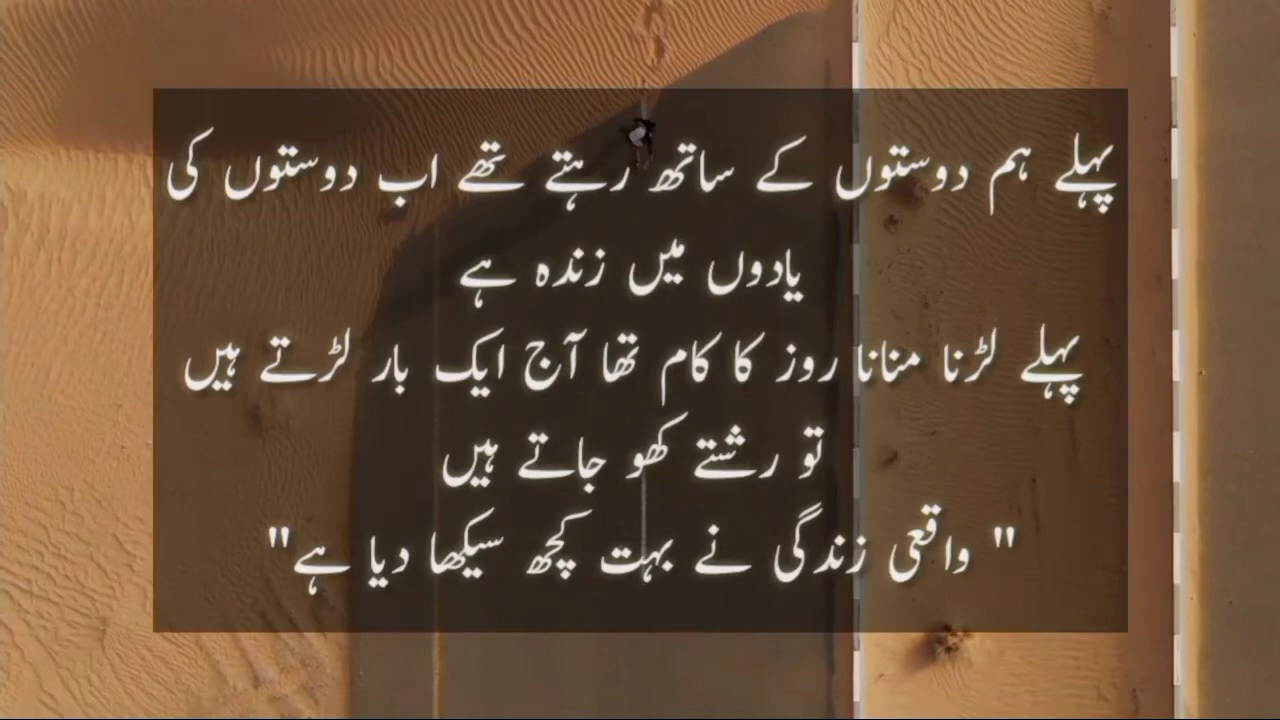 پہلے ہم دوستوں کے ساتھ رہتے تھے اب دوستوں کی
یادوں میں زندہ ہے
پہلے لڑنا منانا روز کا کام تھا آج ایک بار لڑتے ہیں
تو رشتے کھو جاتے ہیں
" واقعی زندگی نے بہت کچھ سیکھا دیا ہے"